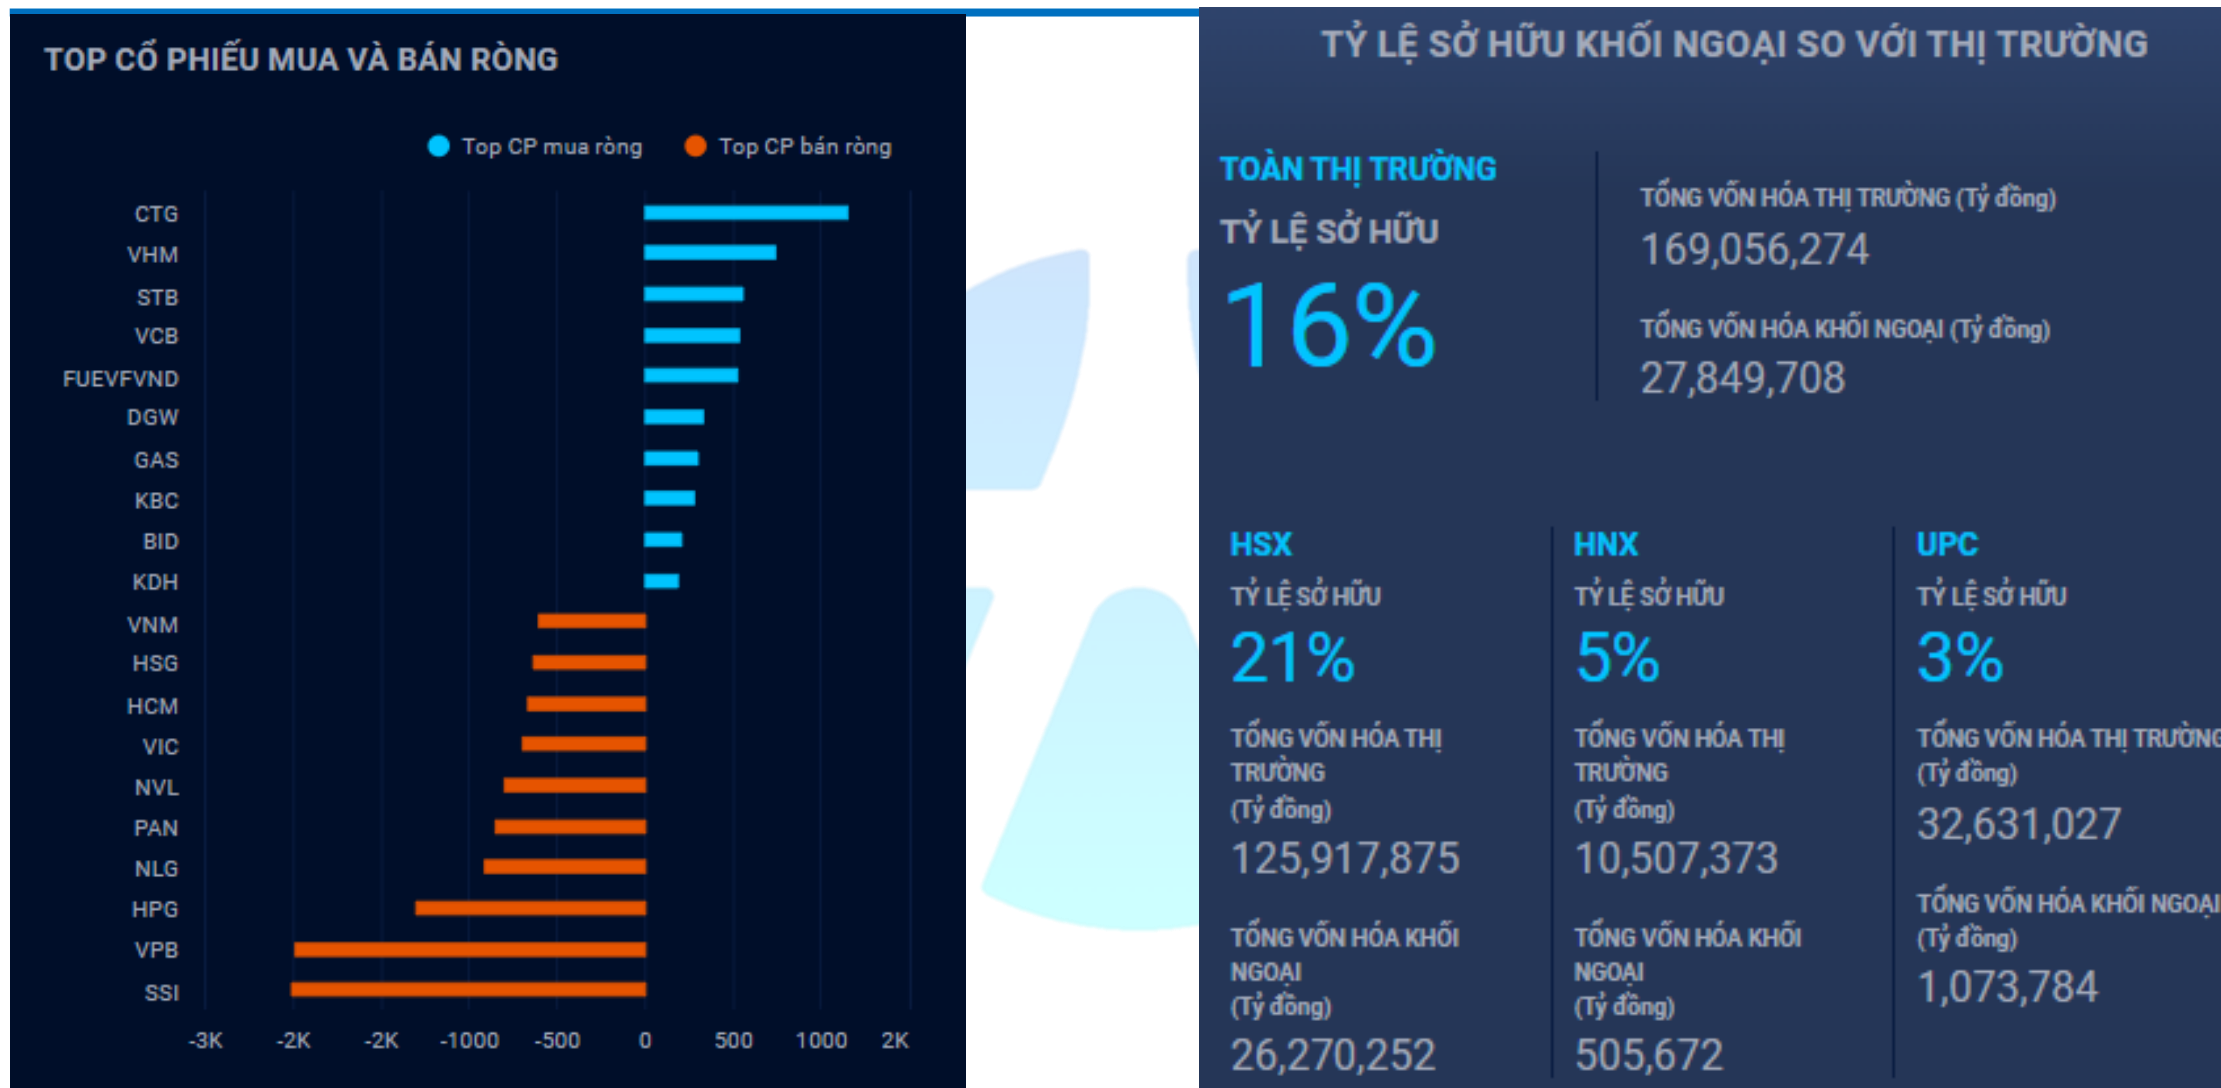 TOP CỔ PHIẾU MUA VÀ BÁN RÒNG
Top CP mua ròng
Top CP bán ròng
CTG
VHM
STB
VCB
FUEVFVND
DGW
GAS
KBC
BID
KDH
VNM
HSG
HCM
VIC
NVL
PAN
NLG
HPG
VPB
SSI
-3K -2K -2K -1000 -500 0 500 1000 2K
TỶ LỆ SỞ HỮU KHỐI NGOẠI SO VỚI THỊ TRƯỜNG
TOÀN THỊ TRƯỜNG
TỶ LỆ SỞ HỮU
16%
TỔNG VỐN HÓA THỊ TRƯỜNG (Tỷ đồng)
169,056,274
TỔNG VỐN HÓA KHỐI NGOẠI (Tỷ đồng)
27,849,708
HSX
TỶ LỆ SỞ HỮU
21%
TỔNG VỐN HÓA THỊ
TRƯỜNG
(Tỷ đồng)
125,917,875
TỔNG VỐN HÓA KHỐI
NGOẠI
(Tỷ đồng)
26,270,252
HNX
TỶ LỆ SỞ HỮU
5%
TỔNG VỐN HÓA THỊ
TRƯỜNG
(Tỷ đồng)
10,507,373
TỔNG VỐN HÓA KHỐI
NGOẠI
(Tỷ đồng)
505,672
UPC
TỶ LỆ SỞ HỮU
3%
TỔNG VỐN HÓA THỊ TRƯỜNG
(Tỷ đồng)
32,631,027
TỔNG VỐN HÓA KHỐI NGOẠI
(Tỷ đồng)
1,073,784